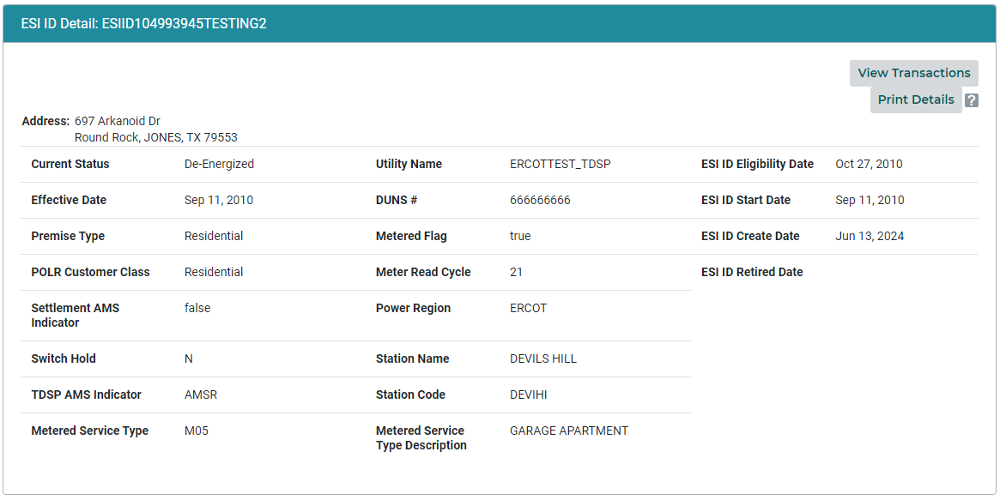 ESI ID Detail: ESIID104993945TESTING2
View Transactions
Print Details ?
Address: 697 Arkanoid Dr
Round Rock, JONES, TX 79553
Current Status De-Energized Utility Name ERCOTTEST_TDSP ESI ID Eligibility Date Oct 27, 2010
Effective Date Sep 11, 2010 DUNS # 666666666 ESI ID Start Date Sep 11, 2010
Premise Type Residential Metered Flag true ESI ID Create Date Jun 13, 2024
POLR Customer Class Residential Meter Read Cycle 21 ESI ID Retired Date
Settlement AMS false Power Region ERCOT
Indicator
Switch Hold N Station Name DEVILS HILL
TDSP AMS Indicator AMSR Station Code DEVIHI
Metered Service Type M05 Metered Service GARAGE APARTMENT
Type Description